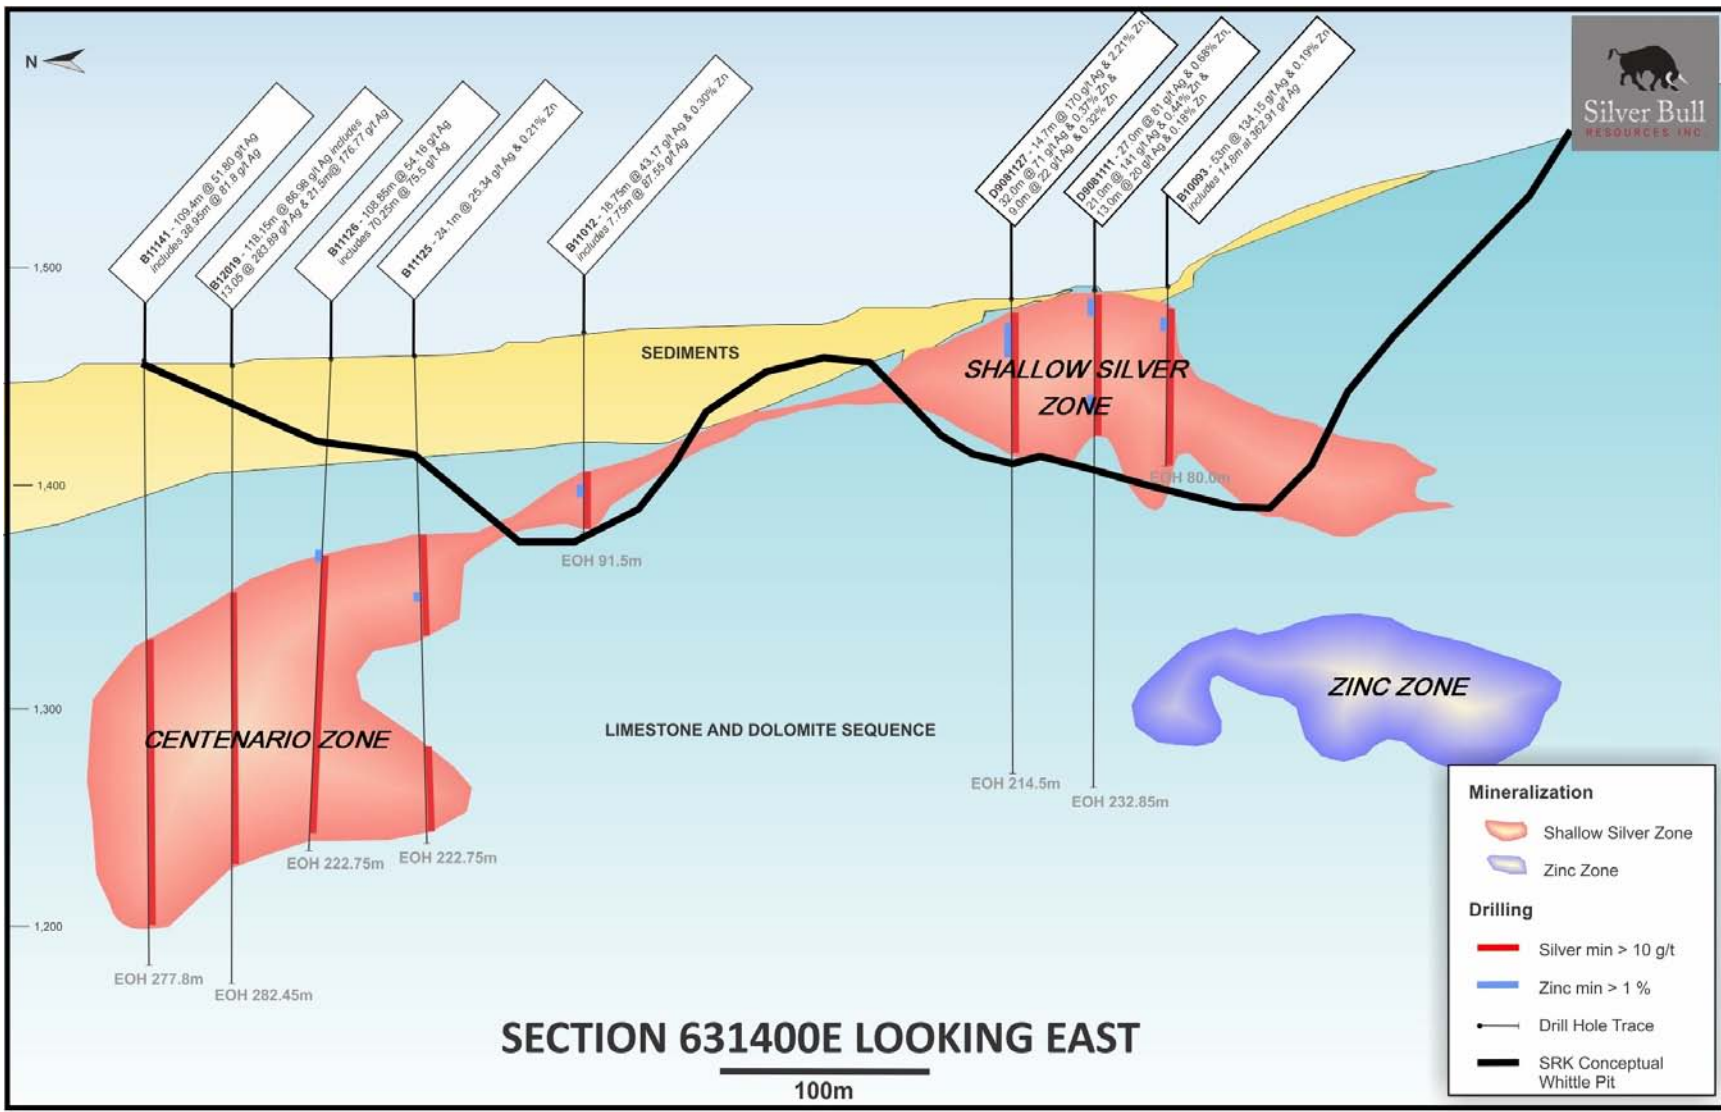 N
B11141 - 109.4m @ 51.80 g/t Ag
includes 38.95m @ 81.8 g/t Ag
B12019 - 118.15m @ 86.98 g/t Ag includes
13.05 @ 283.89 g/t Ag & 21.5m@ 176.77 g/t Ag
B11126 - 108.85m @ 54.16 g/t Ag
includes 70.25m @ 75.5 g/t Ag
B11125 - 24.1m @ 25.34 g/t Ag & 0.21% Zn
B11012 - 18.75m @ 43.17 g/t Ag & 0.30% Zn
includes 7.75m @ 87.55 g/t Ag
D9081127 - 14.7m @ 170 g/t Ag & 2.21% Zn,
32.0m @ 71 g/t Ag & 0.37% Zn &
9.0m @ 22 g/t Ag & 0.32% Zn
D9081111 - 27.0m @ 81 g/t Ag & 0.68% Zn,
21.0m @ 141 g/t Ag & 0.44% Zn &
13.0m @ 20 g/t Ag & 0.18% Zn
B10093 - 53m @ 134.15 g/t Ag & 0.19% Zn
includes 14.8m at 362.91 g/t Ag
Silver Bull
RESOURCES INC.
1,500
1,400
1,300
1,200
SEDIMENTS
SHALLOW SILVER
ZONE
EOH 80.0m
EOH 91.5m
ZINC ZONE
CENTENARIO ZONE
LIMESTONE AND DOLOMITE SEQUENCE
EOH 214.5m
EOH 232.85m
EOH 222.75m
EOH 222.75m
EOH 277.8m
EOH 282.45m
Mineralization
Shallow Silver Zone
Zinc Zone
Drilling
Silver min > 10 g/t
Zinc min > 1 %
Drill Hole Trace
SRK Conceptual
Whittle Pit
SECTION 631400E LOOKING EAST
100m